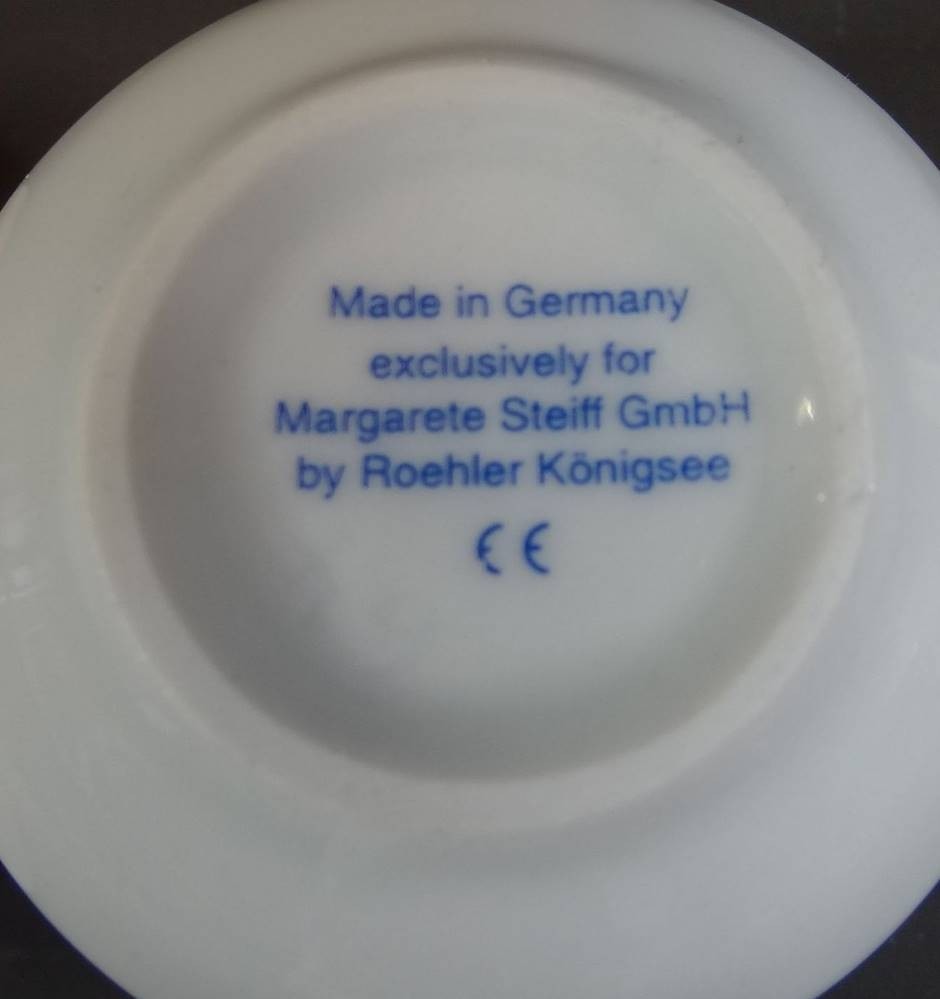 Made in Germany
exclusively for
Margarete Steiff GmbH
by Roehler Königsee
CE